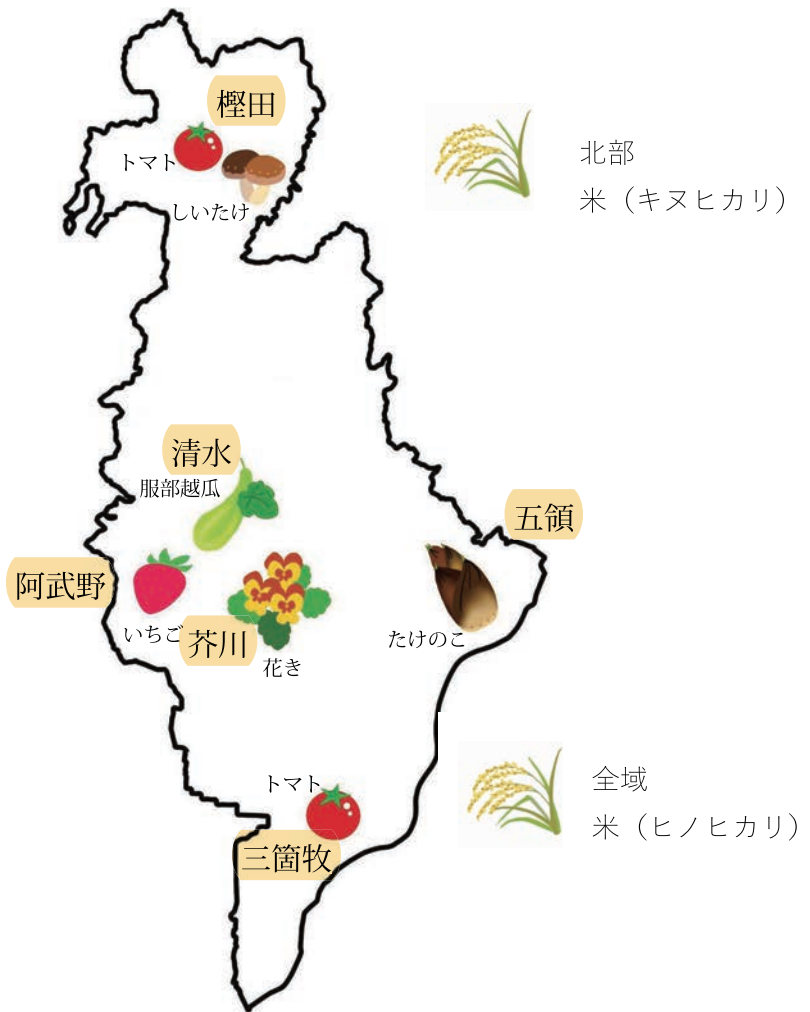 樫田
トマト
しいたけ
北部
米（キヌヒカリ）
清水
服部越瓜
五領
阿武野
いちご
芥川
花き
たけのこ
トマト
三箇牧
全域
米（ヒノヒカリ）